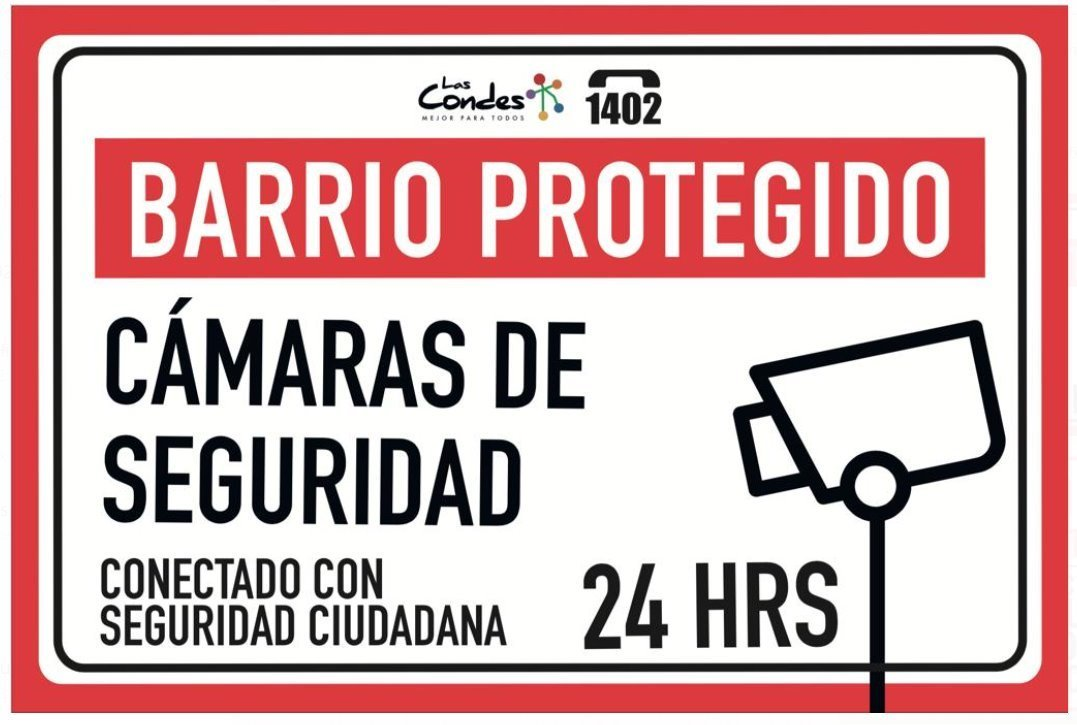 Las
Condes
MEJOR PARA TODOS
1402
BARRIO PROTEGIDO
CÁMARAS DE
SEGURIDAD
CONECTADO CON
SEGURIDAD CIUDADANA
24 HRS